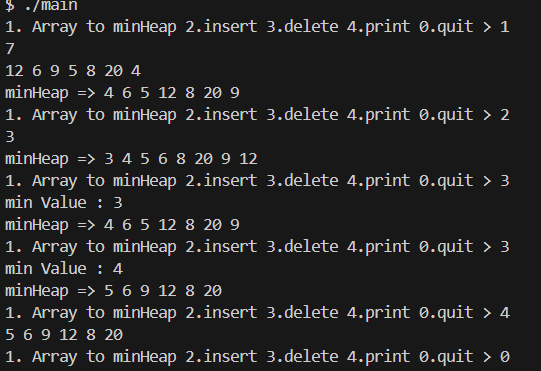 $ ./main
1. Array to minHeap 2.insert 3.delete 4.print 0.quit > 1
7
12 6 9 5 8 20 4
minHeap => 4 6 5 12 8 20 9
1. Array to minHeap 2.insert 3.delete 4.print 0.quit > 2
3
minHeap => 3 4 5 6 8 20 9 12
1. Array to minHeap 2.insert 3.delete 4.print 0.quit > 3
min Value : 3
minHeap => 4 6 5 12 8 20 9
1. Array to minHeap 2.insert 3.delete 4.print 0.quit > 3
min Value : 4
minHeap => 5 6 9 12 8 20
1. Array to minHeap 2.insert 3.delete 4.print 0.quit > 4
5 6 9 12 8 20
1. Array to minHeap 2.insert 3.delete 4.print 0.quit > 0